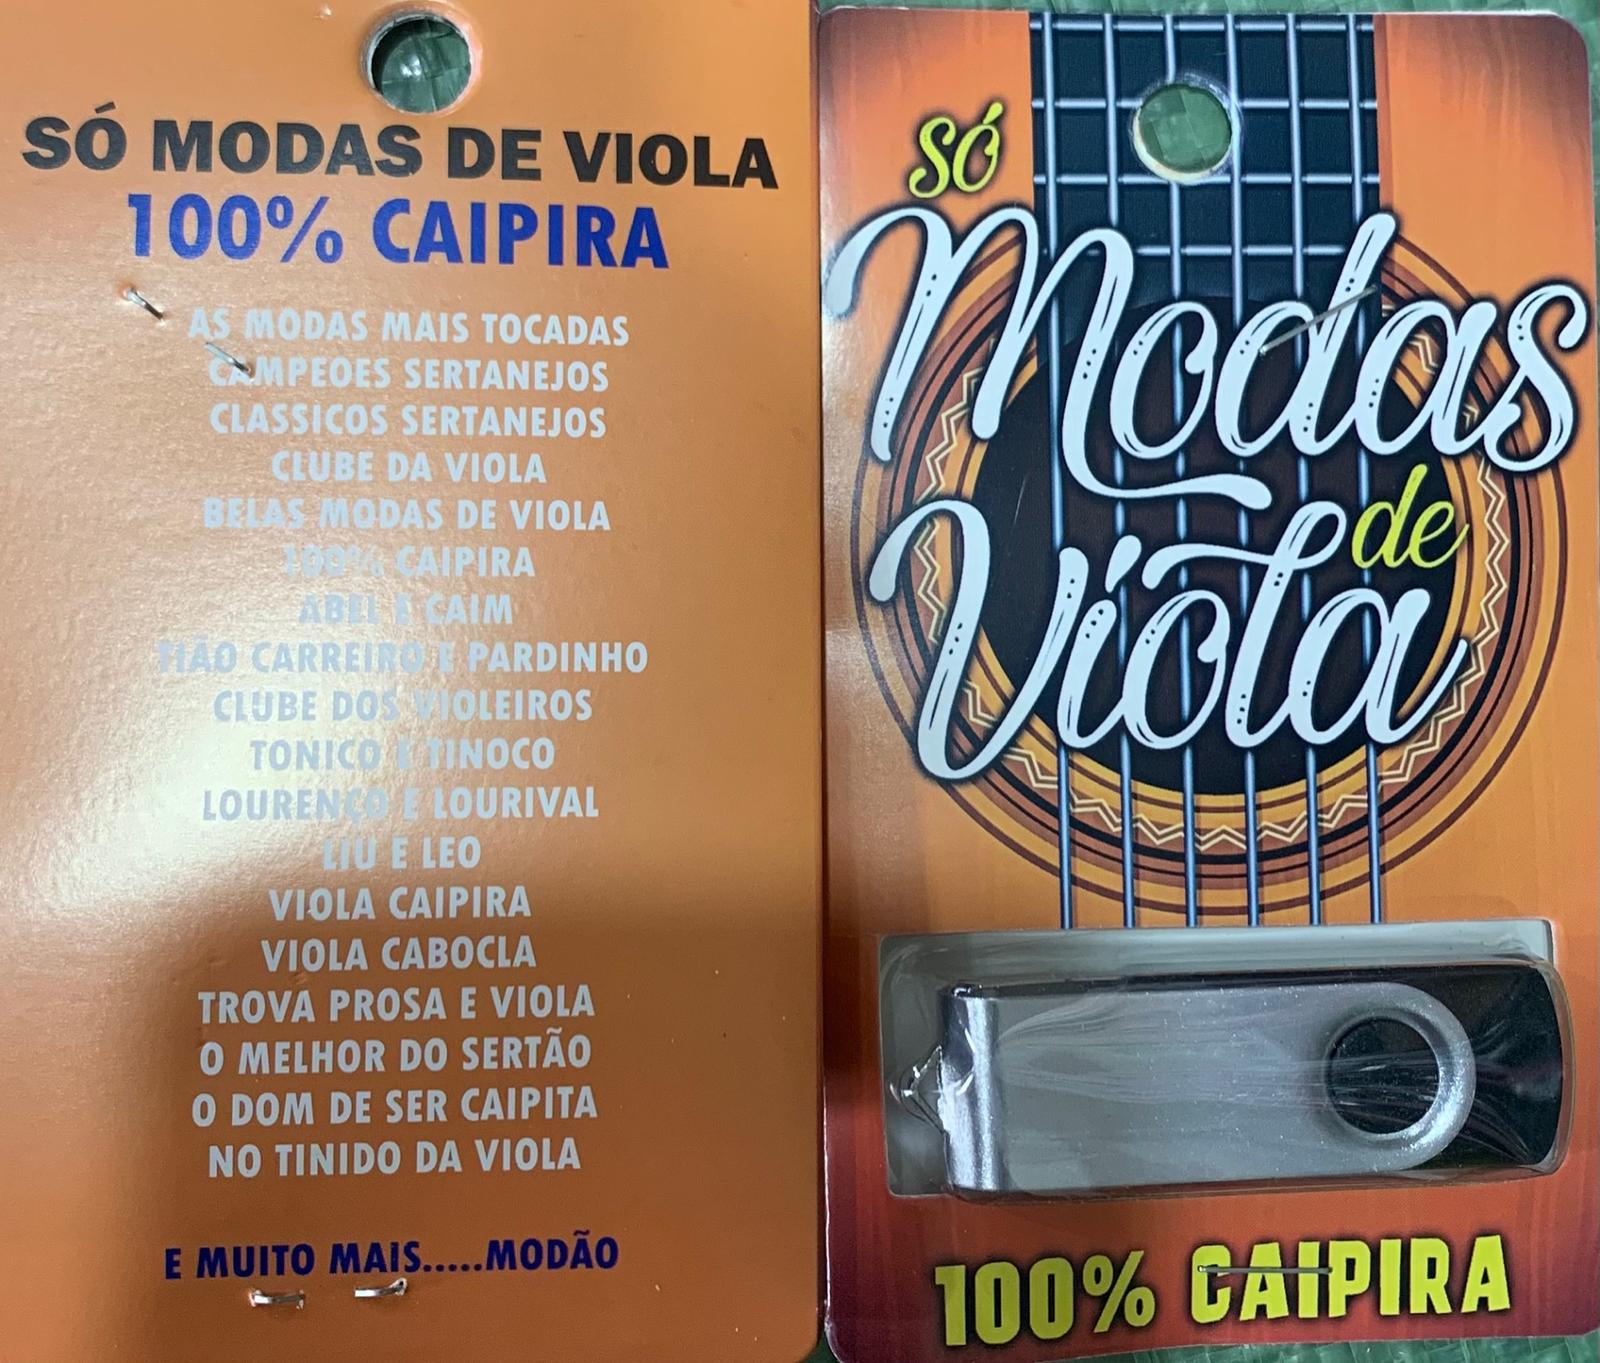 SÓ MODAS DE VIOLA
100% CAIPIRA
AS MODAS MAIS TOCADAS
CAMPEOES SERTANEJOS
CLASSICOS SERTANEJOS
CLUBE DA VIOLA
BELAS MODAS DE VIOLA
100% CAIPIRA
ABEL E CAIM
TIÃO CARREIRO E PARDINHO
CLUBE DOS VIOLEIROS
TONICO E TINOCO
LOURENÇO E LOURIVAL
LIU E LEO
VIOLA CAIPIRA
VIOLA CABOCLA
TROVA PROSA E VIOLA
O MELHOR DO SERTÃO
O DOM DE SER CAIPITA
NO TINIDO DA VIOLA
E MUITO MAIS.....MODÃO
SÓ
Modas
de
Viola
100% CAIPIRA